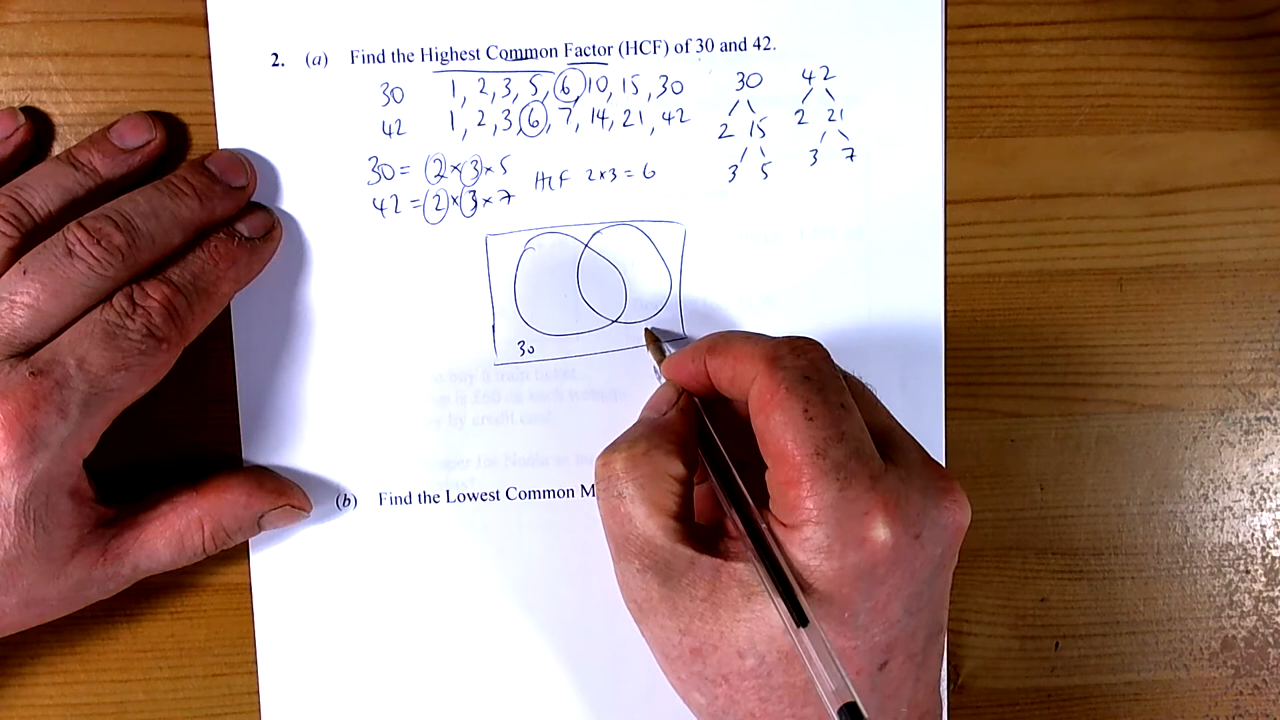 2. (a) Find the Highest Common Factor (HCF) of 30 and 42.
30 1, 2, 3, 5, 6, 10, 15, 30
42 1, 2, 3, 6, 7, 14, 21, 42
30 42
2 15 2 21
3 5 3 7
30 = 2 × 3 × 5
42 = 2 × 3 × 7
HCF 2×3 = 6
30
(b) Find the Lowest Common M